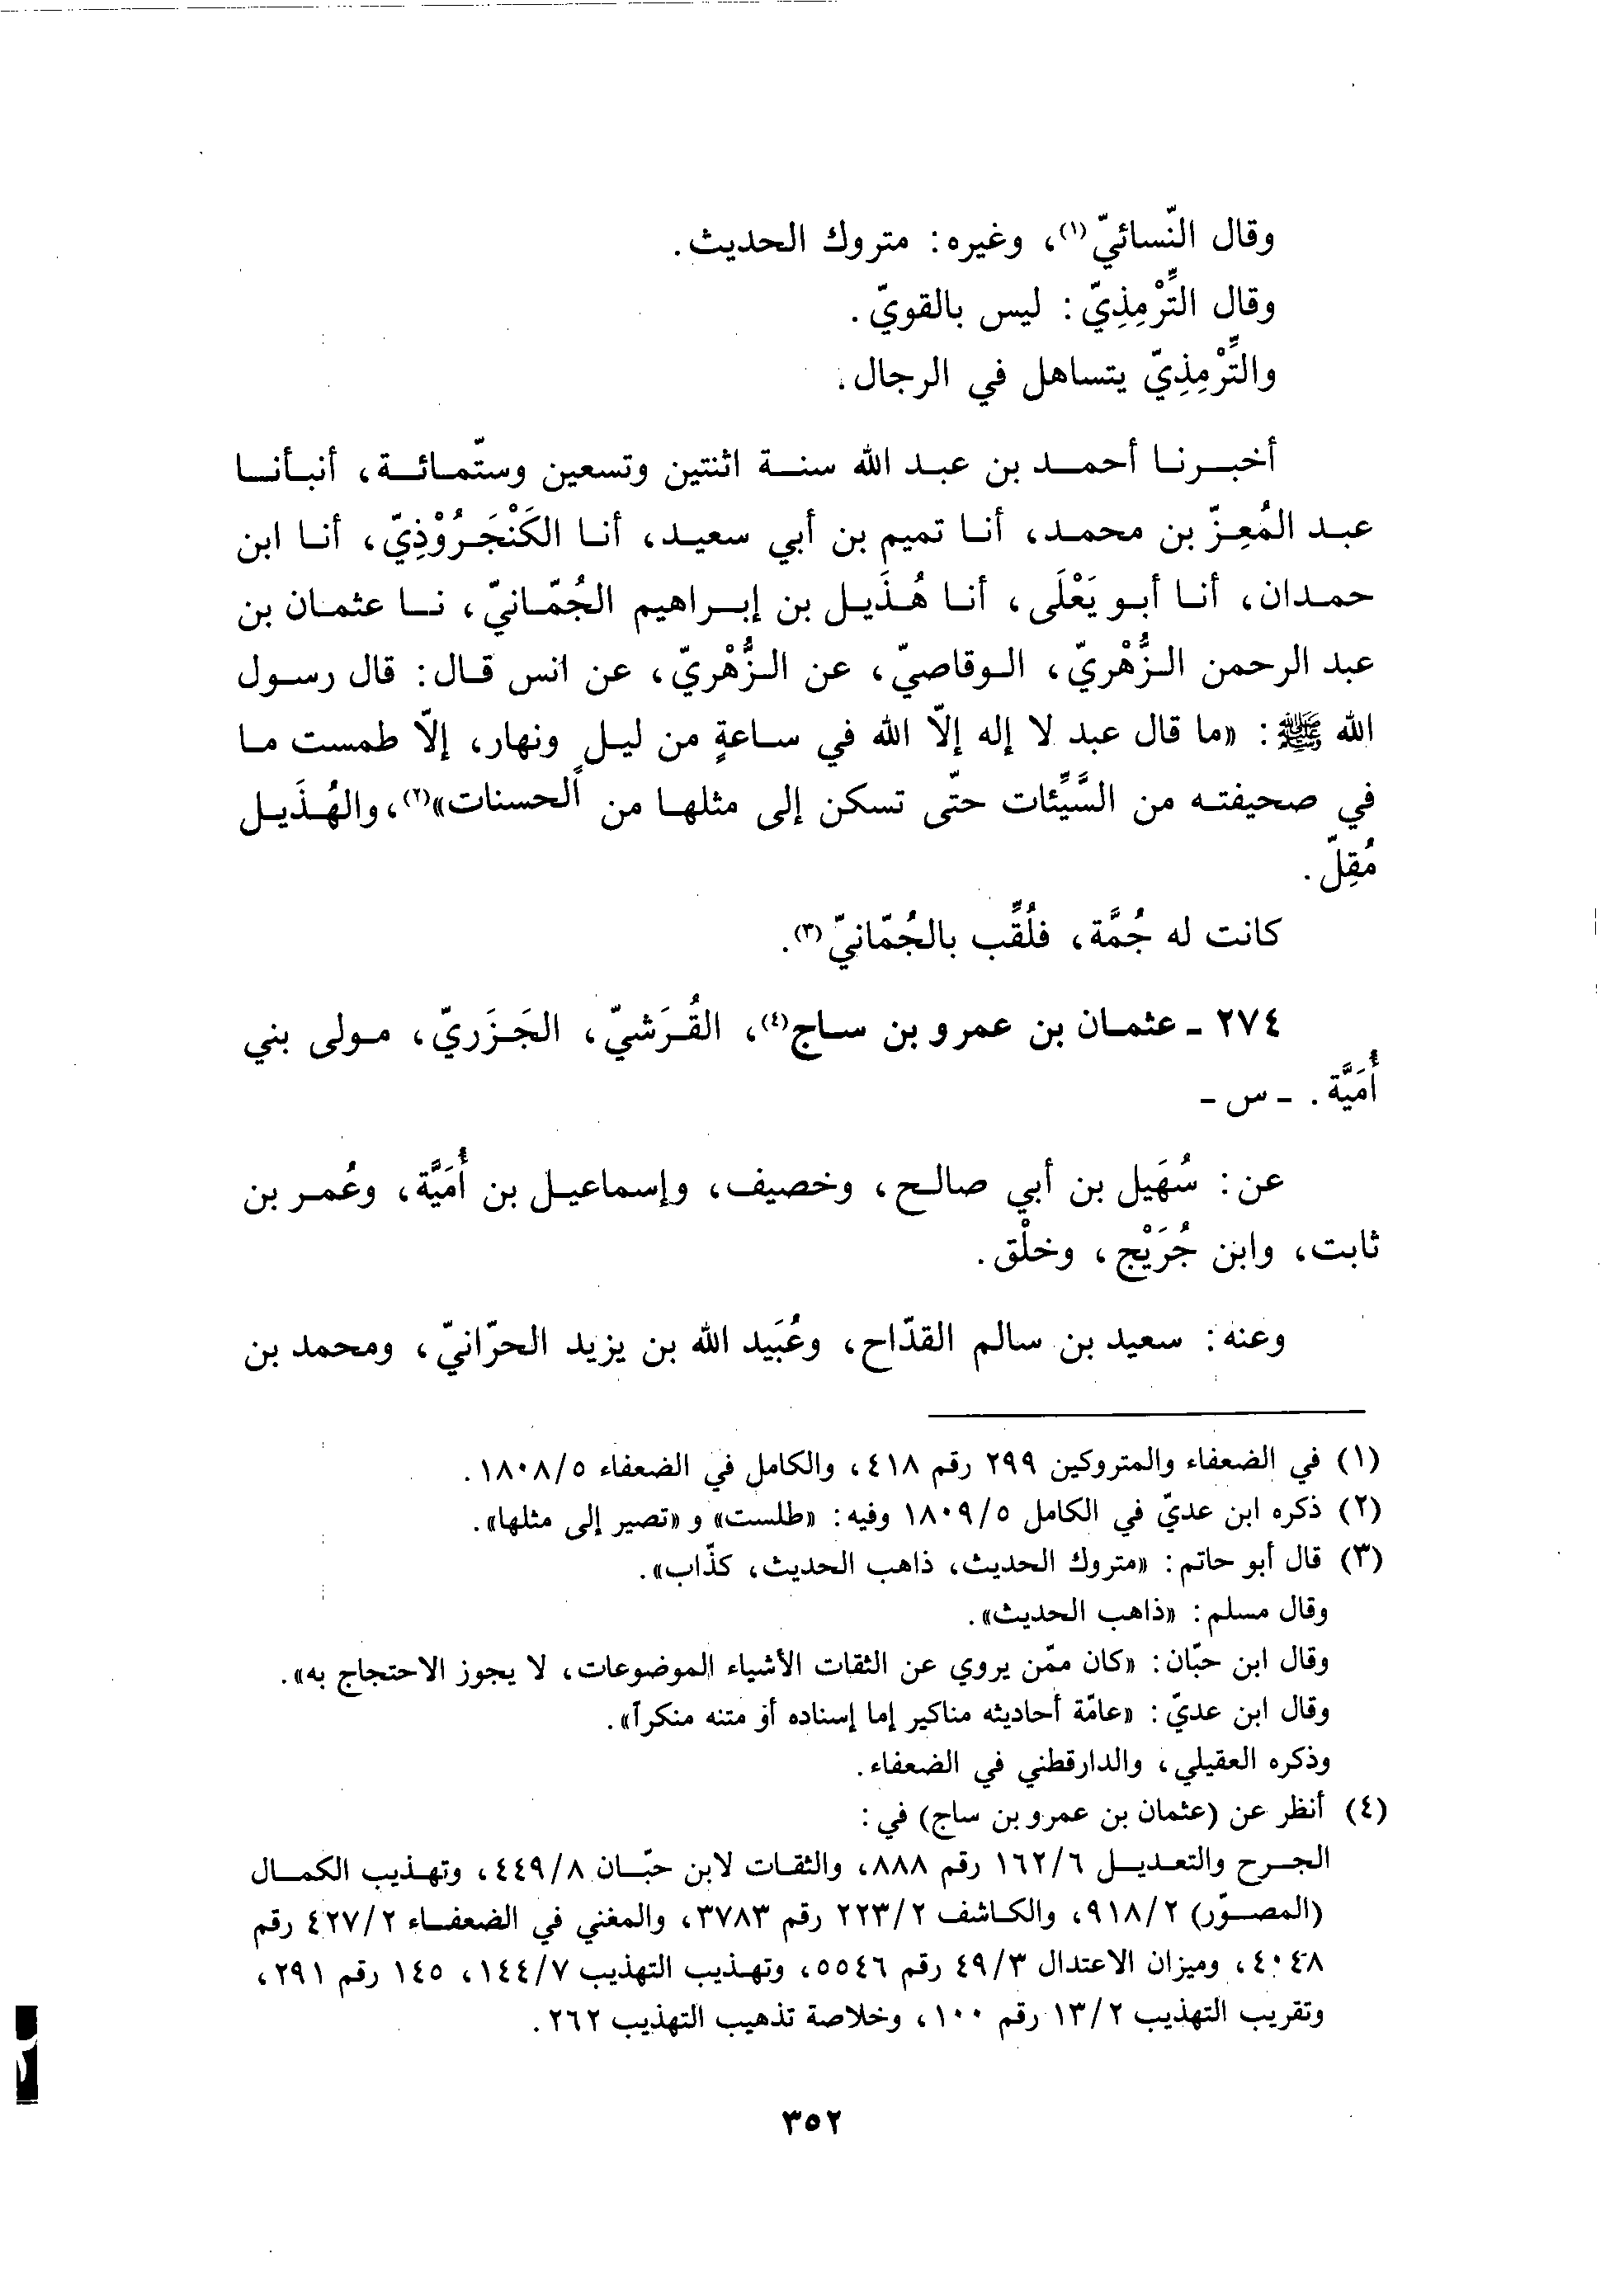 وقال النّسائيّ(١)، وغيره: متروك الحديث.
وقال التِّرْمِذِيّ: ليس بالقويّ.
والتِّرْمِذِيّ يتساهل في الرجال.
أخبرنا أحمد بن عبد الله سنة اثنتين وتسعين وستّمائة، أنبأنا
عبد المُعِزّ بن محمد، أنا تميم بن أبي سعيد، أنا الكَنْجَرُوْذِيّ، أنا ابن
حمدان، أنا أبو يَعْلَى، أنا هُذَيل بن إبراهيم الجُمّانيّ، نا عثمان بن
عبد الرحمن الزُّهْريّ، الوقاصيّ، عن الزُّهْريّ، عن انس قال: قال رسول
الله ﷺ: «ما قال عبد لا إله إلّا الله في ساعةٍ من ليلٍ ونهار، إلّا طمست ما
في صحيفته من السَّيِّئات حتّى تسكن إلى مثلها من الحسنات»(٢)، والهُذَيل
مُقِلّ.
كانت له جُمَّة، فلُقِّب بالجُمّانيّ(٣).
٢٧٤ - عثمان بن عمرو بن ساج(٤)، القُرَشيّ، الجَزَريّ، مولى بني
أُمَيَّة. - س -
عن: سُهَيل بن أبي صالح، وخصيف، وإسماعيل بن أُمَيَّة، وعُمر بن
ثابت، وابن جُرَيْج، وخلْق.
وعنه: سعيد بن سالم القدّاح، وعُبَيد الله بن يزيد الحرّانيّ، ومحمد بن
(١) في الضعفاء والمتروكين ٢٩٩ رقم ٤١٨، والكامل في الضعفاء ١٨٠٨/٥.
(٢) ذكره ابن عديّ في الكامل ١٨٠٩/٥ وفيه: «طلست» و«تصير إلى مثلها».
(٣) قال أبو حاتم: «متروك الحديث، ذاهب الحديث، كذّاب».
وقال مسلم: «ذاهب الحديث».
وقال ابن حبّان: «كان ممّن يروي عن الثقات الأشياء الموضوعات، لا يجوز الاحتجاج به».
وقال ابن عديّ: «عامّة أحاديثه مناكير إما إسناده أو متنه منكراً».
وذكره العقيلي، والدارقطني في الضعفاء.
(٤) أنظر عن (عثمان بن عمرو بن ساج) في:
الجرح والتعديل ١٦٢/٦ رقم ٨٨٨، والثقات لابن حبّان ٤٤٩/٨، وتهذيب الكمال
(المصوّر) ٩١٨/٢، والكاشف ٢٢٣/٢ رقم ٣٧٨٣، والمغني في الضعفاء ٤٢٧/٢ رقم
٤٠٤٨، وميزان الاعتدال ٤٩/٣ رقم ٥٥٤٦، وتهذيب التهذيب ١٤٤/٧، ١٤٥ رقم ٢٩١،
وتقريب التهذيب ١٣/٢ رقم ١٠٠، وخلاصة تذهيب التهذيب ٢٦٢.
٣٥٢